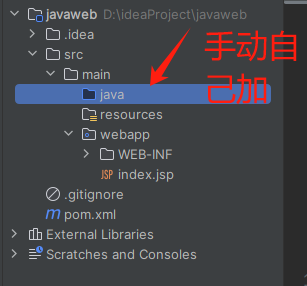 javaweb D:\ideaProject\javaweb
.idea
src
main
java
手动自
己加
resources
webapp
WEB-INF
JSP index.jsp
.gitignore
m pom.xml
External Libraries
Scratches and Consoles